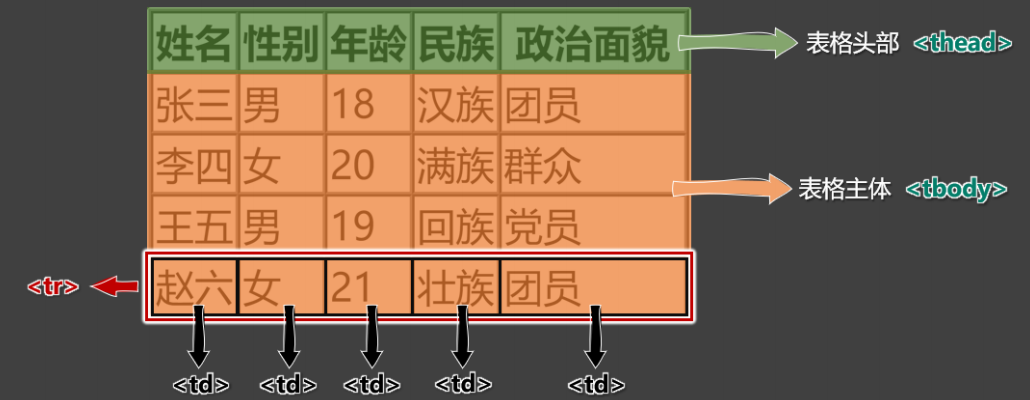 姓名 性别 年龄 民族 政治面貌 表格头部 <thead>
张三 男 18 汉族 团员
李四 女 20 满族 群众 表格主体 <tbody>
王五 男 19 回族 党员
<tr> 赵六 女 21 壮族 团员
<td> <td> <td> <td> <td>